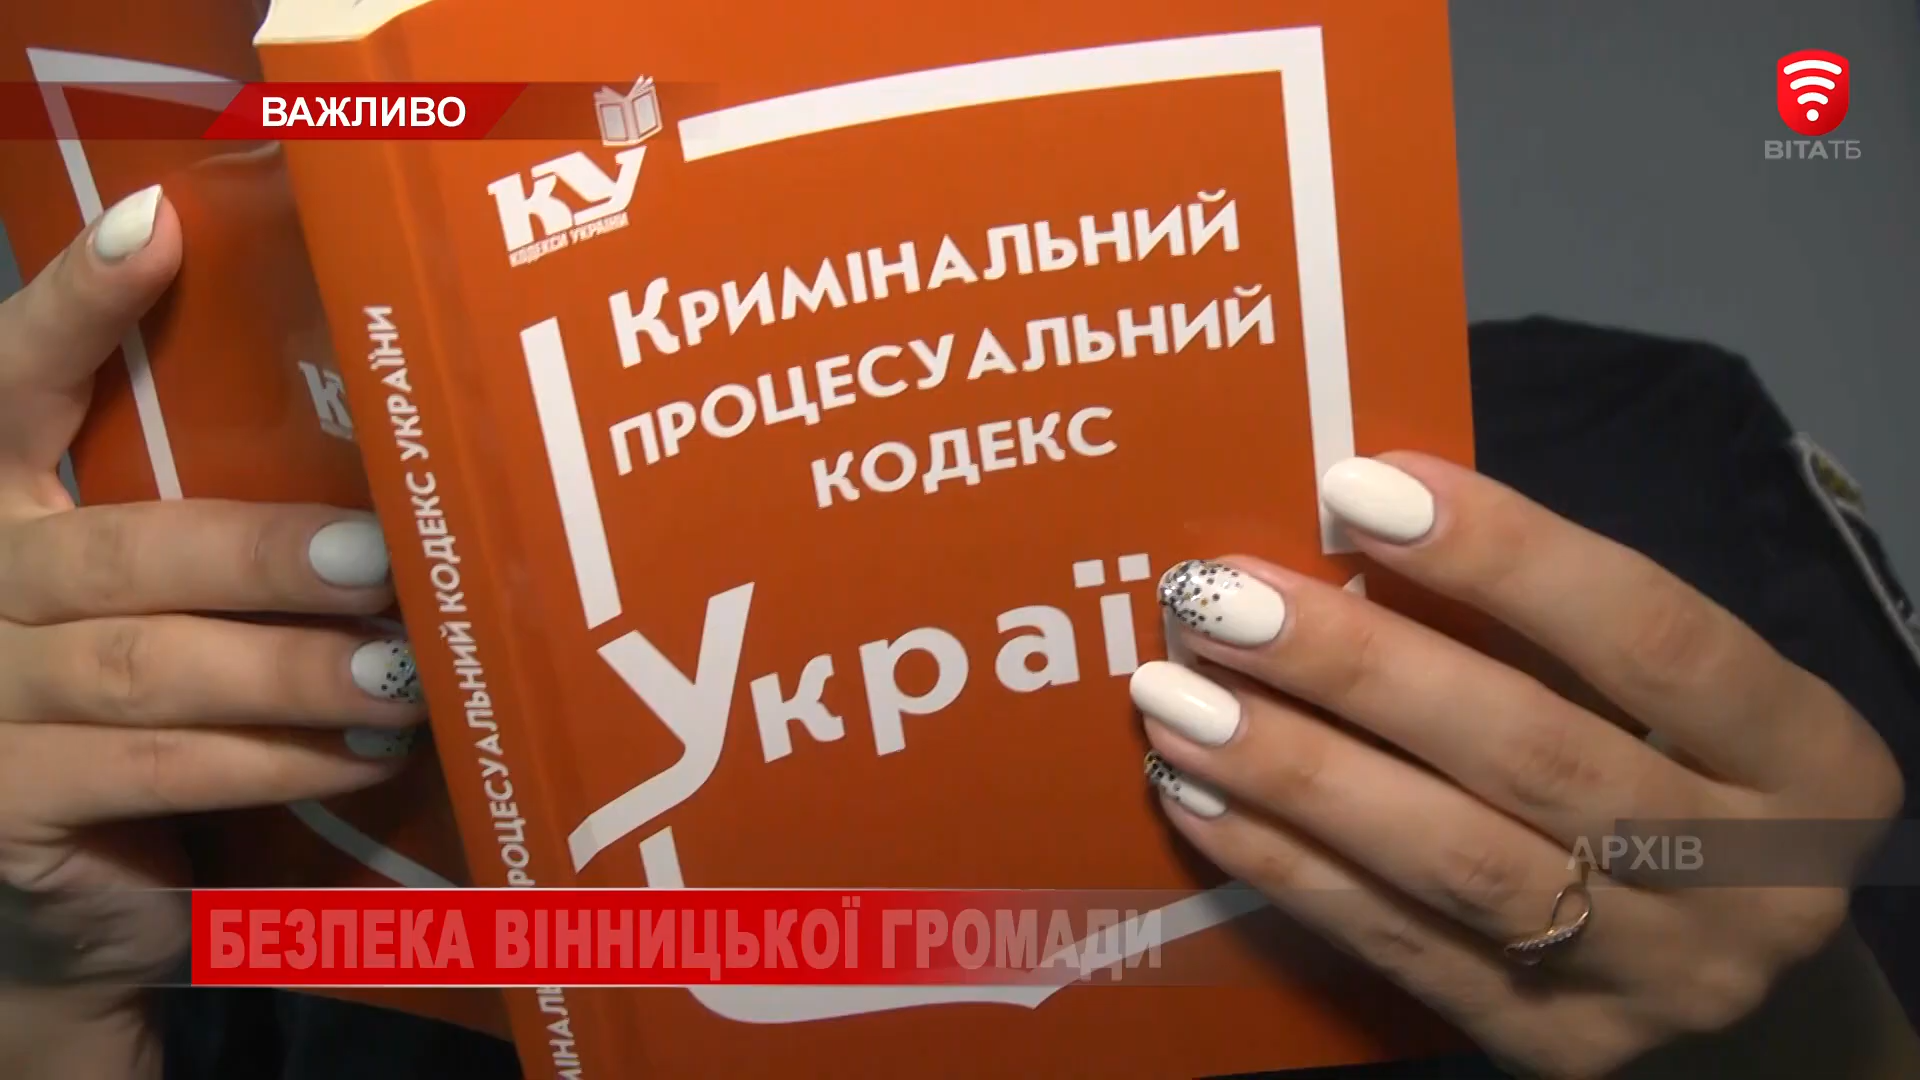 ВАЖЛИВО
ВІТАТБ
КУ
КОДЕКСИ УКРАЇНИ
КРИМІНАЛЬНИЙ
ПРОЦЕСУАЛЬНИЙ
КОДЕКС
Украї
ПРОЦЕСУАЛЬНИЙ КОДЕКС УКРАЇНИ
АРХІВ
БЕЗПЕКА ВІННИЦЬКОЇ ГРОМАДИ